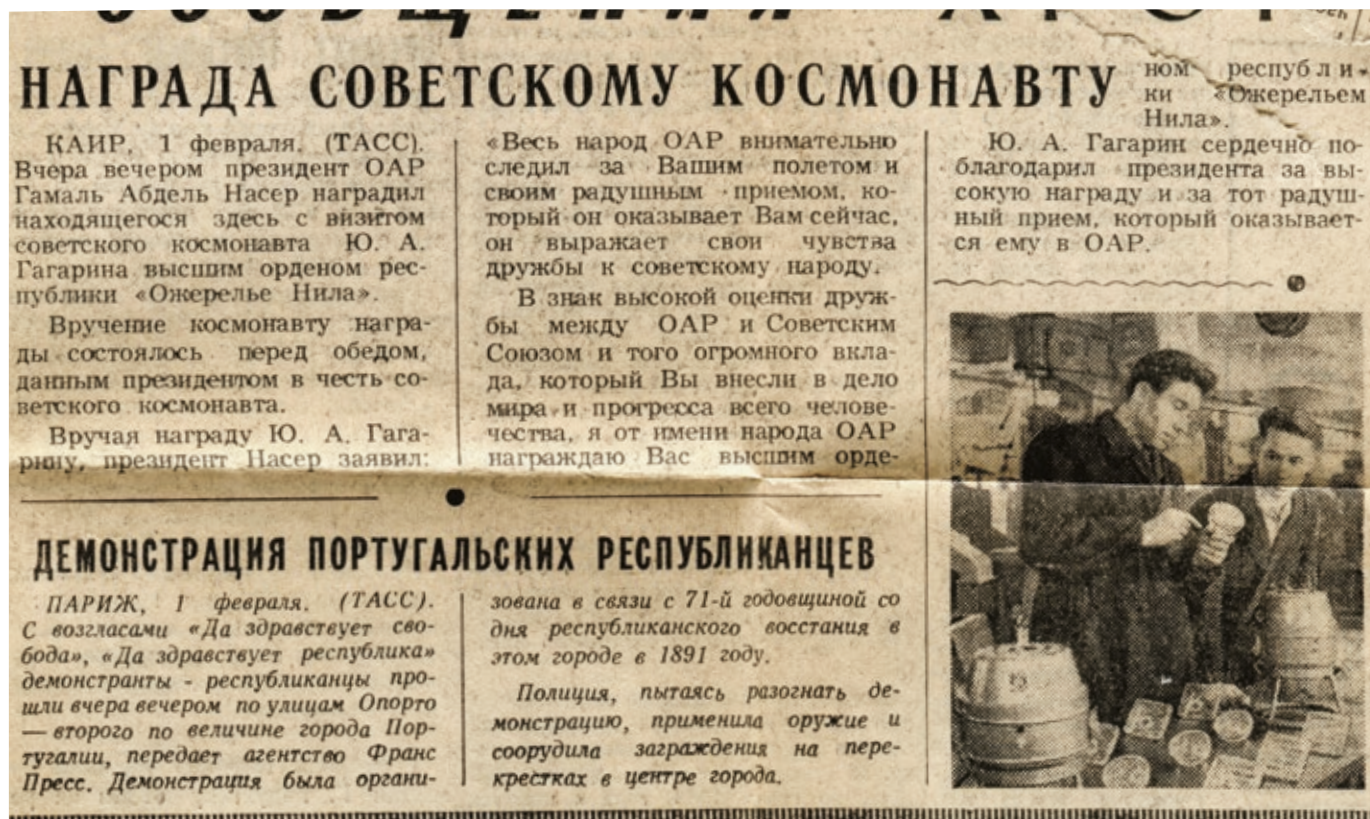 НАГРАДА СОВЕТСКОМУ КОСМОНАВТУ
КАИР, 1 февраля. (ТАСС).
Вчера вечером президент ОАР
Гамаль Абдель Насер наградил
находящегося здесь с визитом
советского космонавта Ю. А.
Гагарина высшим орденом рес-
публики «Ожерелье Нила».
Вручение космонавту награ-
ды состоялось перед обедом,
данным президентом в честь со-
ветского космонавта.
Вручая награду Ю. А. Гага-
рину, президент Насер заявил:
«Весь народ ОАР внимательно
следил за Вашим полетом и
своим радушным приемом, ко-
торый он оказывает Вам сейчас,
он выражает свои чувства
дружбы к советскому народу.
В знак высокой оценки друж-
бы между ОАР и Советским
Союзом и того огромного вкла-
да, который Вы внесли в дело
мира и прогресса всего челове-
чества, я от имени народа ОАР
награждаю Вас высшим орде-
ном республи-
ки «Ожерельем
Нила».
Ю. А. Гагарин сердечно по-
благодарил президента за вы-
сокую награду и за тот радуш-
ный прием, который оказывает-
ся ему в ОАР.
ДЕМОНСТРАЦИЯ ПОРТУГАЛЬСКИХ РЕСПУБЛИКАНЦЕВ
ПАРИЖ, 1 февраля. (ТАСС).
С возгласами «Да здравствует сво-
бода», «Да здравствует республика»
демонстранты - республиканцы про-
шли вчера вечером по улицам Опорто
— второго по величине города Пор-
тугалии, передает агентство Франс
Пресс. Демонстрация была органи-
зована в связи с 71-й годовщиной со
дня республиканского восстания в
этом городе в 1891 году.
Полиция, пытаясь разогнать де-
монстрацию, применила оружие и
соорудила заграждения на пере-
крестках в центре города.